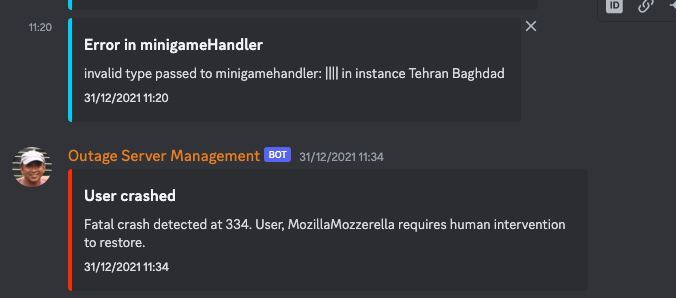 ID
11:20
Error in minigameHandler
invalid type passed to minigamehandler: |||| in instance Tehran Baghdad
31/12/2021 11:20
Outage Server Management BOT 31/12/2021 11:34
User crashed
Fatal crash detected at 334. User, MozillaMozzerella requires human intervention
to restore.
31/12/2021 11:34